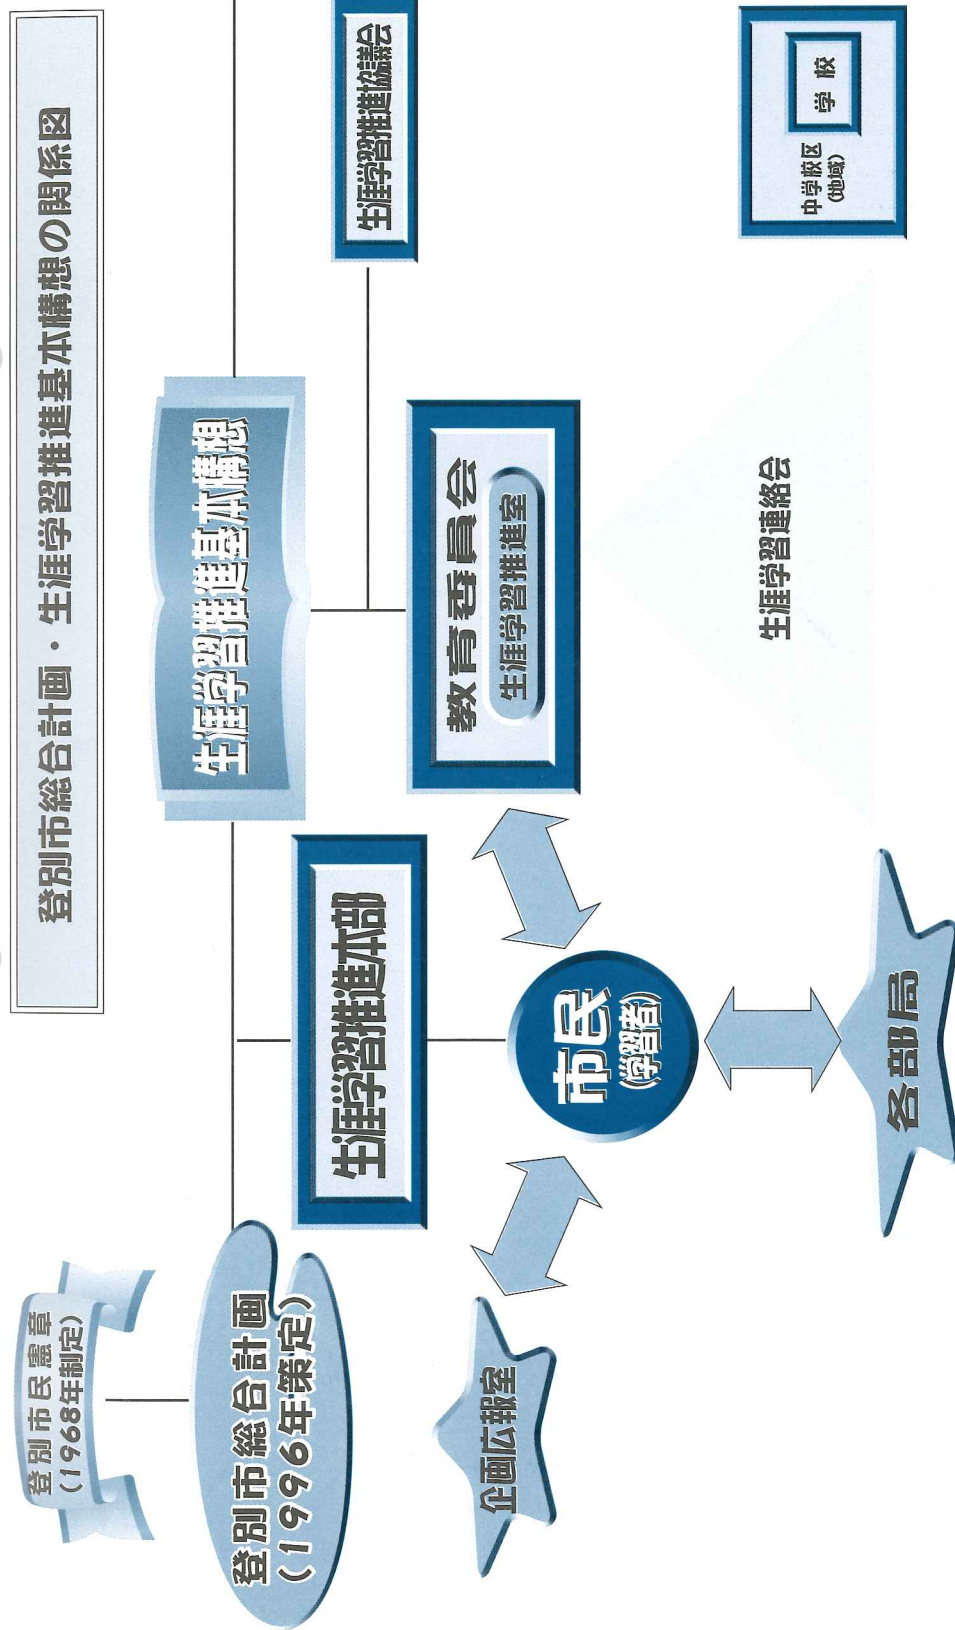 登別市総合計画・生涯学習推進基本構想の関係図
登別市民憲章
(1968年制定)
登別市総合計画
(1996年策定)
生涯学習推進基本構想
生涯学習推進本部
生涯学習推進協議会
教育委員会
生涯学習推進室
企画広報室
市民
(学習者)
各部局
生涯学習連絡会
中学校区
(地域)
学校